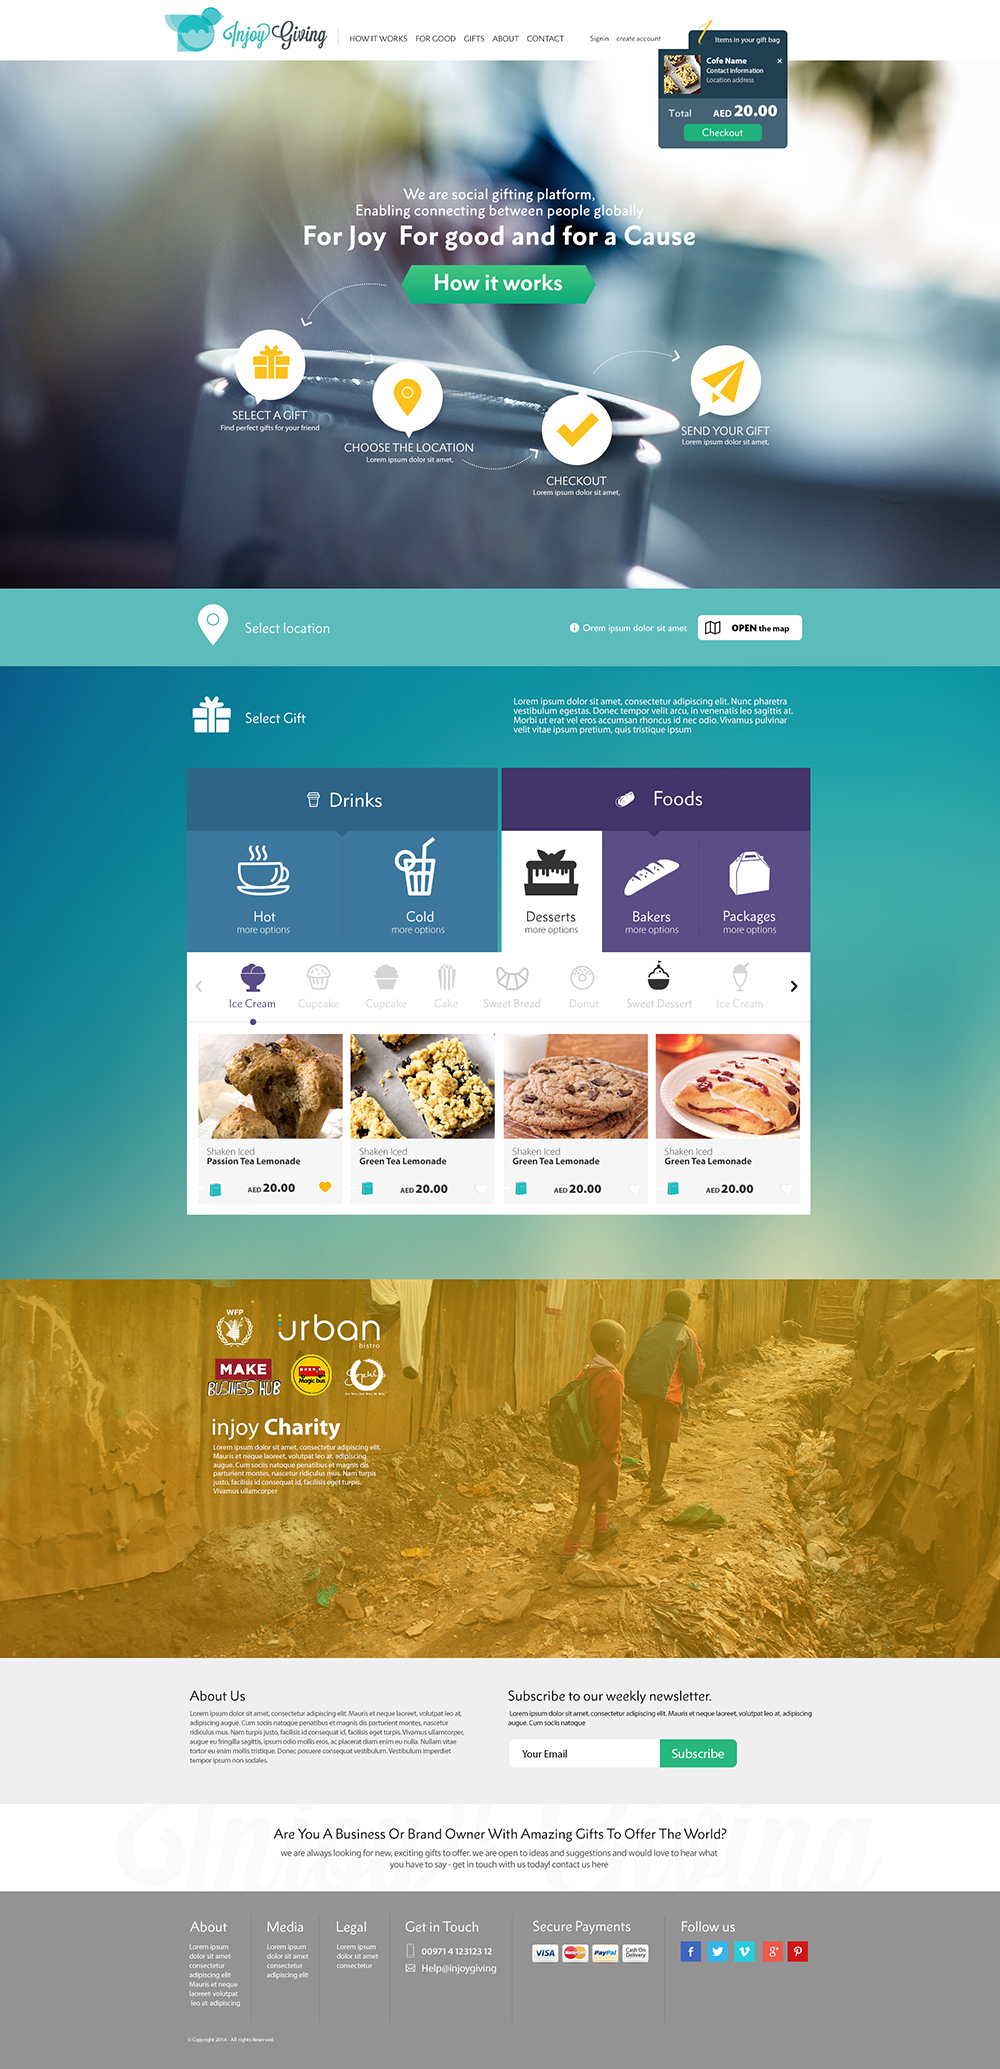 Injoy Giving
HOW IT WORKS FOR GOOD GIFTS ABOUT CONTACT
Signin create account
Items in your gift bag
Cofe Name
Contact information
Location address
Total AED 20.00
Checkout
We are social gifting platform,
Enabling connecting between people globally
For Joy For good and for a Cause
How it works
SELECT A GIFT
Find perfect gifts for your friend
CHOOSE THE LOCATION
Lorem ipsum dolor sit amet,
CHECKOUT
Lorem ipsum dolor sit amet,
SEND YOUR GIFT
Lorem ipsum dolor sit amet,
Select location
Orem ipsum dolor sit amet
OPEN the map
Select Gift
Lorem ipsum dolor sit amet, consectetur adipiscing elit. Nunc pharetra
vestibulum egestas. Donec tempor velit arcu, in venenatis leo sagittis at.
Morbi ut erat vel eros accumsan rhoncus id nec odio. Vivamus pulvinar
velit vitae ipsum pretium, quis tristique ipsum
Drinks
Foods
Hot
more options
Cold
more options
Desserts
more options
Bakers
more options
Packages
more options
Ice Cream Cupcake Cupcake Cake Sweet Bread Donut Sweet Dessert Ice Cream
Shaken Iced
Passion Tea Lemonade
AED 20.00
Shaken Iced
Green Tea Lemonade
AED 20.00
Shaken Iced
Green Tea Lemonade
AED 20.00
Shaken Iced
Green Tea Lemonade
AED 20.00
WFP
urban
bistro
MAKE
BUSINESS HUB
Magic bus
injoy Charity
Lorem ipsum dolor sit amet, consectetur adipiscing elit.
Mauris et neque laoreet, volutpat leo at, adipiscing
augue. Cum sociis natoque penatibus et magnis dis
parturient montes, nascetur ridiculus mus. Nam turpis
justo, facilisis id consequat id, facilisis eget turpis.
Vivamus ullamcorper
About Us
Lorem ipsum dolor sit amet, consectetur adipiscing elit. Mauris et neque laoreet, volutpat leo at,
adipiscing augue. Cum sociis natoque penatibus et magnis dis parturient montes, nascetur
ridiculus mus. Nam turpis justo, facilisis id consequat id, facilisis eget turpis. Vivamus ullamcorper,
augue eu fringilla sagittis, ipsum odio mollis eros, ac placerat diam enim eu nulla. Nullam vitae
tortor eu enim mollis tristique. Donec posuere consequat vestibulum. Vestibulum imperdiet
tempor ipsum non sodales.
Subscribe to our weekly newsletter.
Lorem ipsum dolor sit amet, consectetur adipiscing elit. Mauris et neque laoreet, volutpat leo at, adipiscing
augue. Cum sociis natoque
Your Email
Subscribe
Injoy Giving
Are You A Business Or Brand Owner With Amazing Gifts To Offer The World?
we are always looking for new, exciting gifts to offer. we are open to ideas and suggestions and would love to hear what
you have to say - get in touch with us today! contact us here
About
Lorem ipsum
dolor sit amet
consectetur
adipiscing elit
Mauris et neque
laoreet volutpat
leo at adipiscing
Media
Lorem ipsum
dolor sit amet
consectetur
adipiscing elit
Legal
Lorem ipsum
dolor sit amet
consectetur
Get in Touch
00971 4 123123 12
Help@injoygiving
Secure Payments
VISA MasterCard PayPal Cash On Delivery
Follow us
© Copyright 2014 - All rights Reserved.